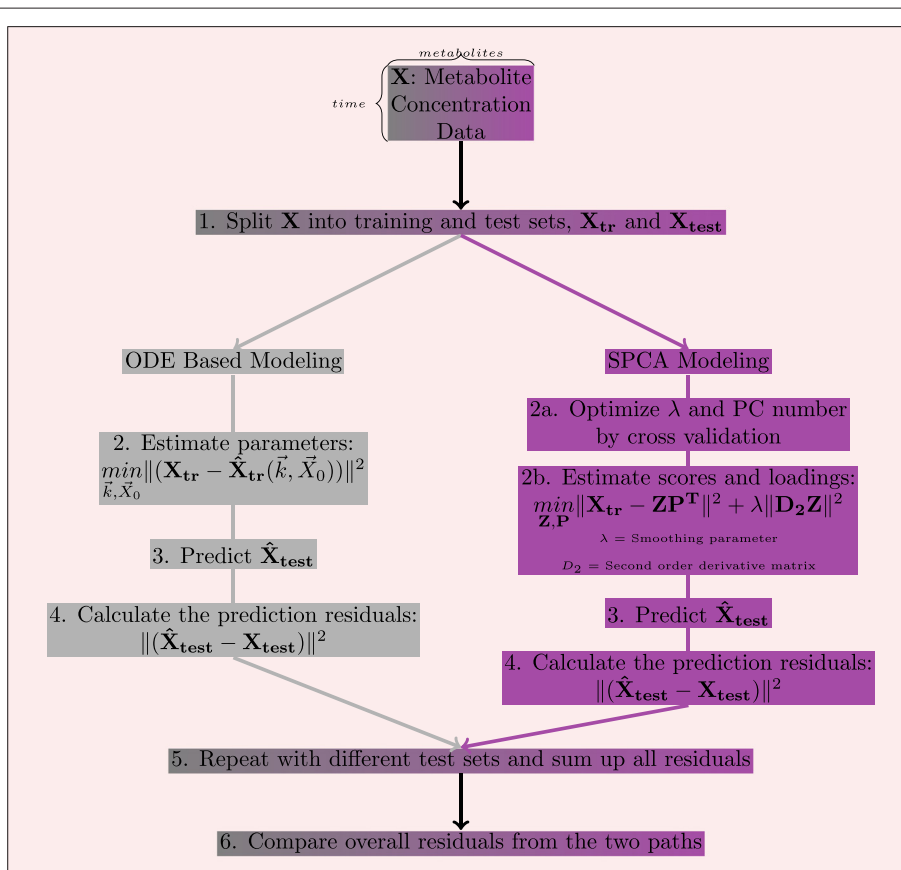 metabolites
time
X: Metabolite
Concentration
Data
1. Split X into training and test sets, X_tr and X_test
ODE Based Modeling
2. Estimate parameters:
min_{k⃗,X⃗_0} ‖(X_tr − X̂_tr(k⃗, X⃗_0))‖²
3. Predict X̂_test
4. Calculate the prediction residuals:
‖(X̂_test − X_test)‖²
SPCA Modeling
2a. Optimize λ and PC number
by cross validation
2b. Estimate scores and loadings:
min_{Z,P} ‖X_tr − ZP^T‖² + λ‖D_2Z‖²
λ = Smoothing parameter
D_2 = Second order derivative matrix
3. Predict X̂_test
4. Calculate the prediction residuals:
‖(X̂_test − X_test)‖²
5. Repeat with different test sets and sum up all residuals
6. Compare overall residuals from the two paths